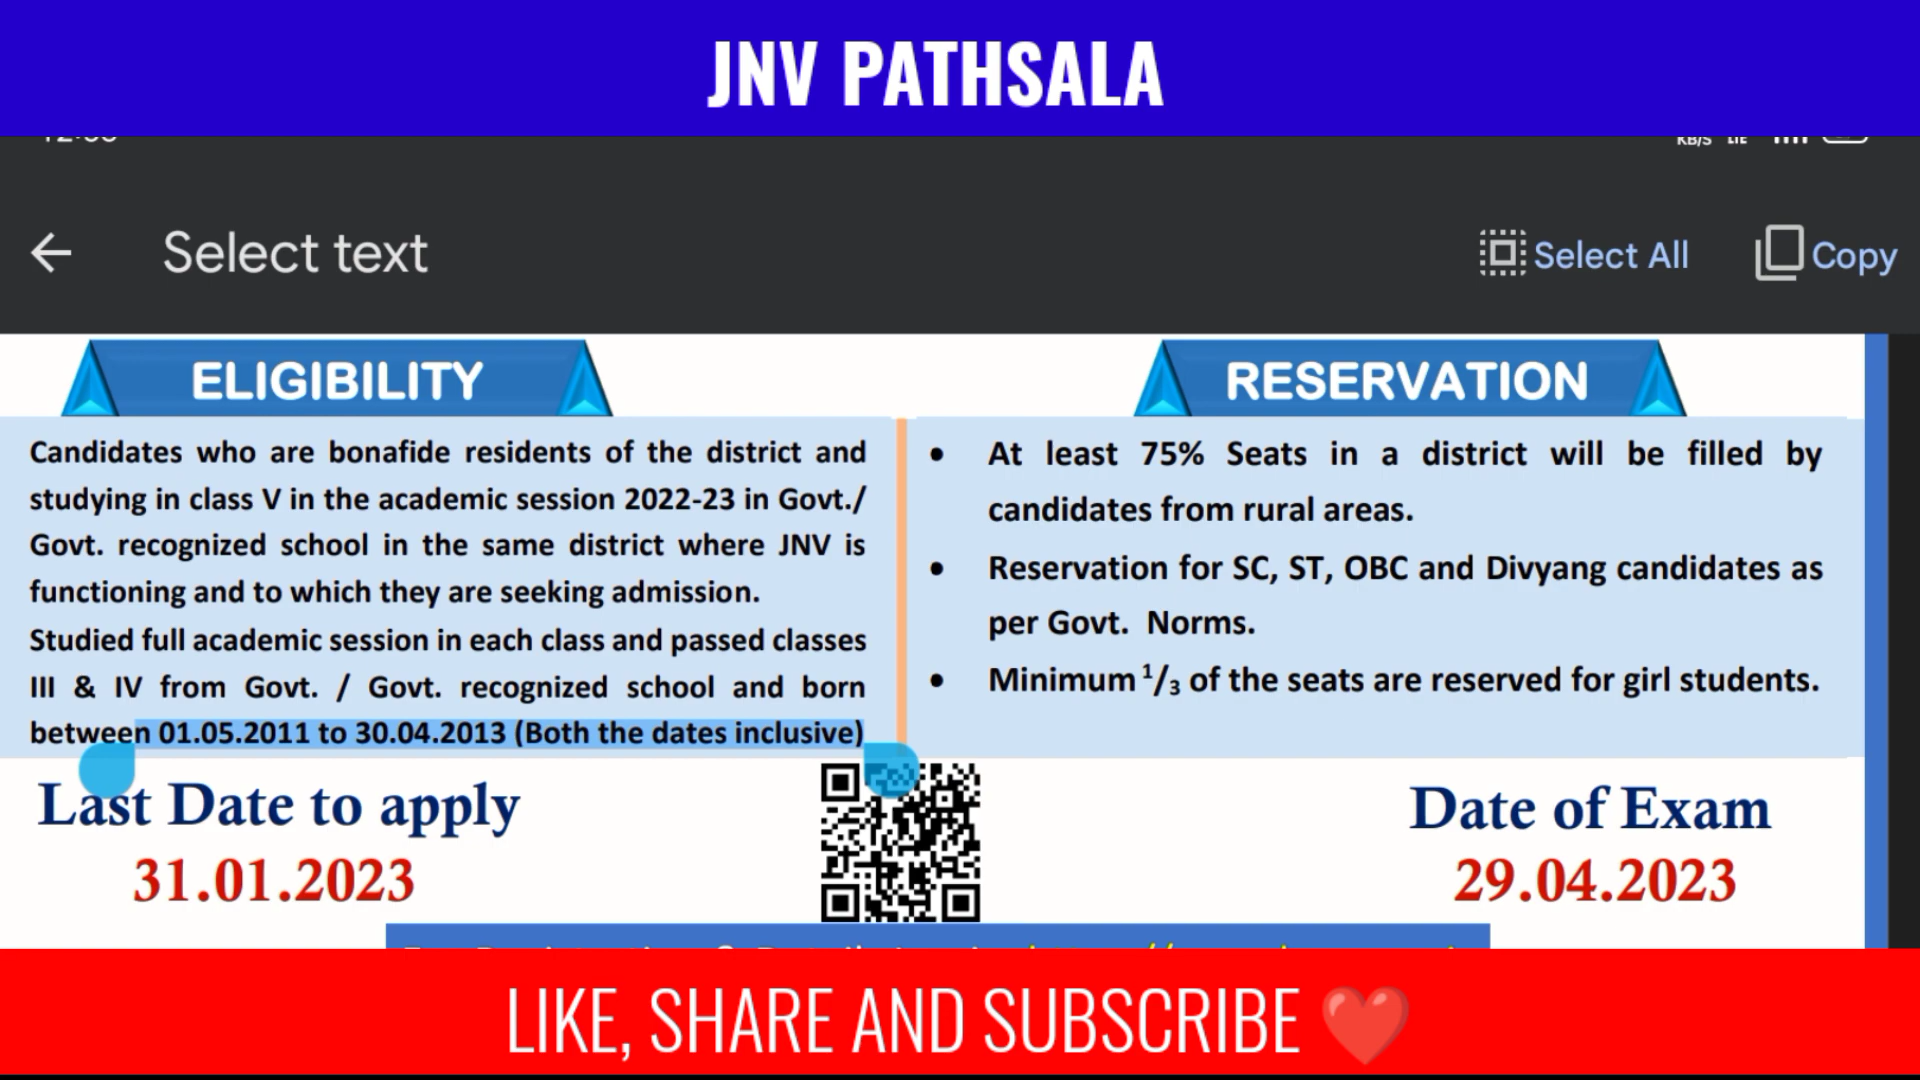 JNV PATHSALA
KB/S LTE
Select text
Select All
Copy
ELIGIBILITY
Candidates who are bonafide residents of the district and
studying in class V in the academic session 2022-23 in Govt./
Govt. recognized school in the same district where JNV is
functioning and to which they are seeking admission.
Studied full academic session in each class and passed classes
III & IV from Govt. / Govt. recognized school and born
between 01.05.2011 to 30.04.2013 (Both the dates inclusive)
RESERVATION
• At least 75% Seats in a district will be filled by
candidates from rural areas.
• Reservation for SC, ST, OBC and Divyang candidates as
per Govt. Norms.
• Minimum 1/3 of the seats are reserved for girl students.
Last Date to apply
31.01.2023
Date of Exam
29.04.2023
LIKE, SHARE AND SUBSCRIBE ❤️